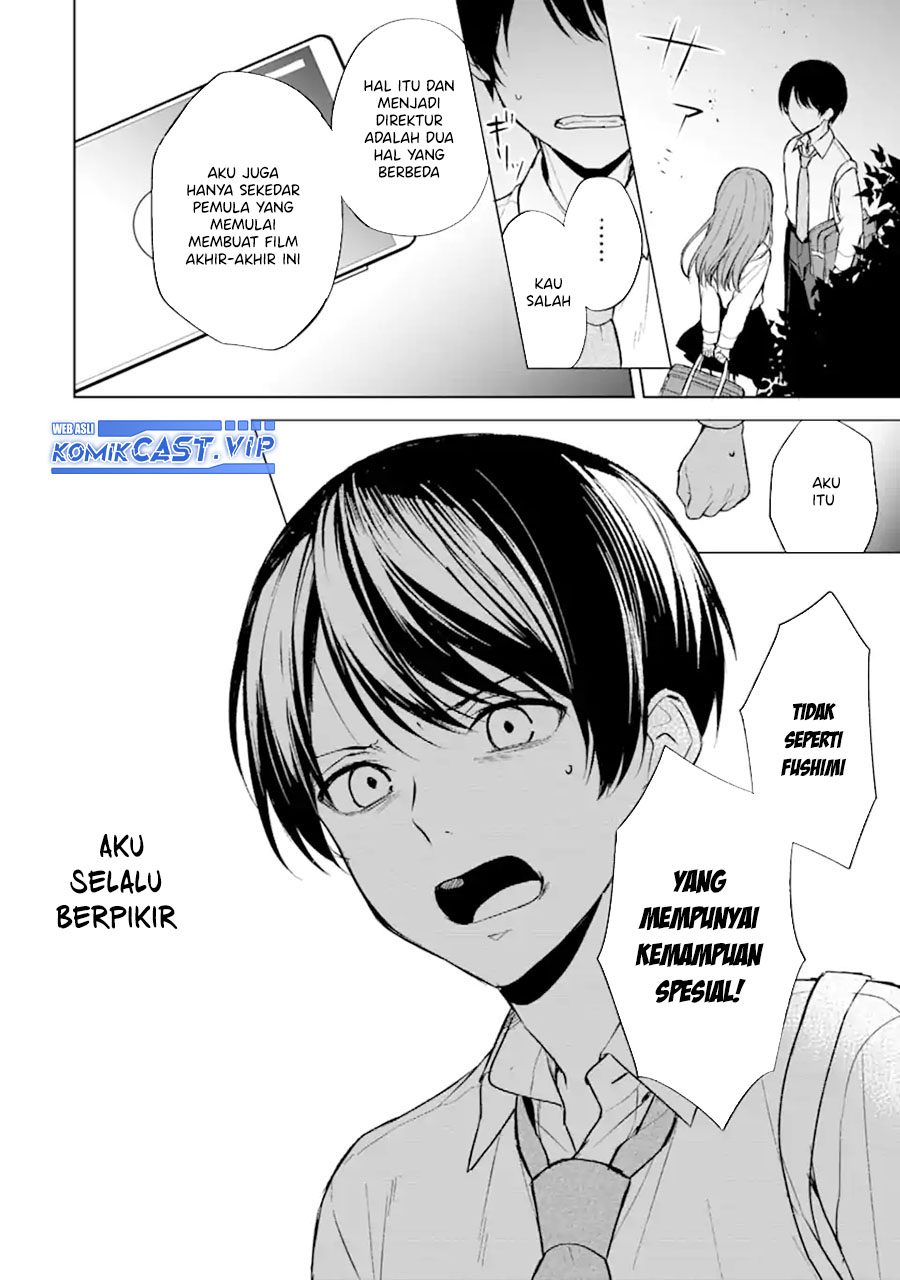 ........
KAU
SALAH
HAL ITU DAN
MENJADI
DIREKTUR
ADALAH DUA
HAL YANG
BERBEDA
AKU JUGA
HANYA SEKEDAR
PEMULA YANG
MEMULAI
MEMBUAT FILM
AKHIR-AKHIR INI
WEB ASLI
KOMIKCAST.VIP
AKU
ITU
TIDAK
SEPERTI
FUSHIMI
YANG
MEMPUNYAI
KEMAMPUAN
SPESIAL!
AKU
SELALU
BERPIKIR